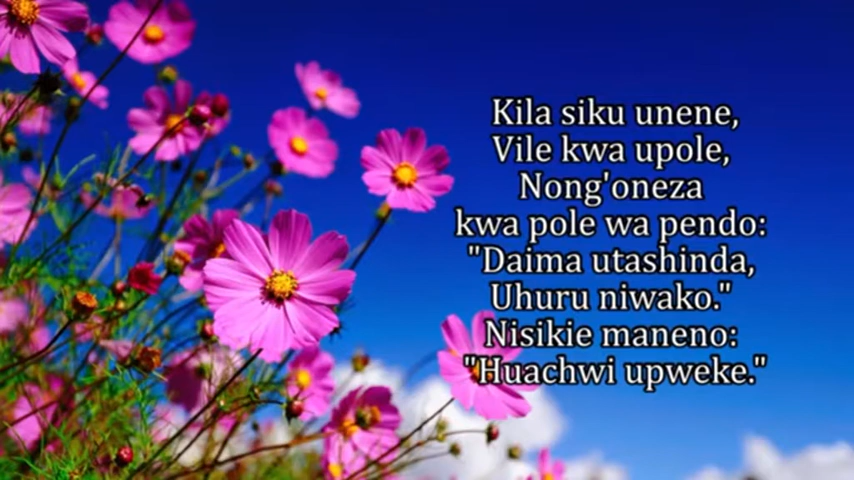 Kila siku unene,
Vile kwa upole,
Nong'oneza
kwa pole wa pendo:
"Daima utashinda,
Uhuru niwako."
Nisikie maneno:
"Huachwi upweke."